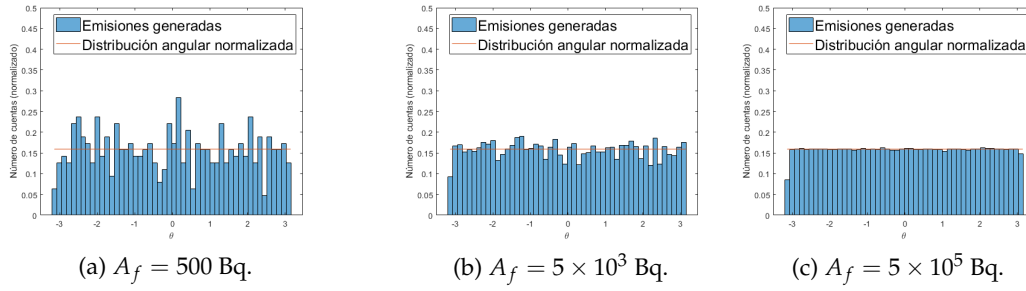 0.5
0.45
0.4
0.35
0.3
0.25
0.2
0.15
0.1
0.05
0
Número de cuentas (normalizado)
Emisiones generadas
Distribución angular normalizada
-3 -2 -1 0 1 2 3
θ
(a) A_f = 500 Bq.
0.5
0.45
0.4
0.35
0.3
0.25
0.2
0.15
0.1
0.05
0
Número de cuentas (normalizado)
Emisiones generadas
Distribución angular normalizada
-3 -2 -1 0 1 2 3
θ
(b) A_f = 5 × 10³ Bq.
0.5
0.45
0.4
0.35
0.3
0.25
0.2
0.15
0.1
0.05
0
Número de cuentas (normalizado)
Emisiones generadas
Distribución angular normalizada
-3 -2 -1 0 1 2 3
θ
(c) A_f = 5 × 10⁵ Bq.